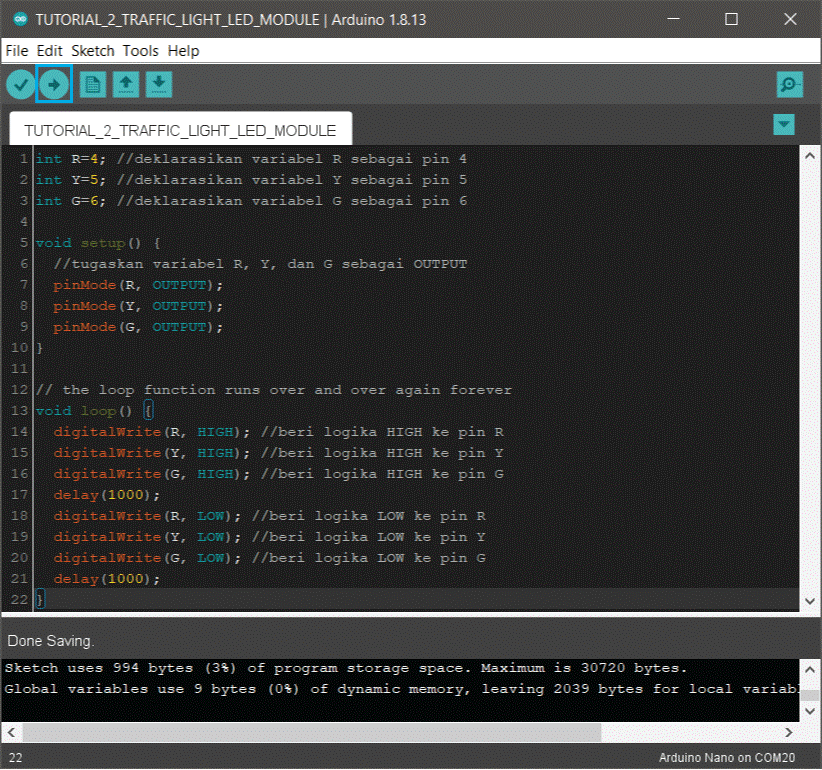 TUTORIAL_2_TRAFFIC_LIGHT_LED_MODULE | Arduino 1.8.13
File Edit Sketch Tools Help
TUTORIAL_2_TRAFFIC_LIGHT_LED_MODULE
1 int R=4; //deklarasikan variabel R sebagai pin 4
2 int Y=5; //deklarasikan variabel Y sebagai pin 5
3 int G=6; //deklarasikan variabel G sebagai pin 6
4
5 void setup() {
6 //tugaskan variabel R, Y, dan G sebagai OUTPUT
7 pinMode(R, OUTPUT);
8 pinMode(Y, OUTPUT);
9 pinMode(G, OUTPUT);
10 }
11
12 // the loop function runs over and over again forever
13 void loop() {
14 digitalWrite(R, HIGH); //beri logika HIGH ke pin R
15 digitalWrite(Y, HIGH); //beri logika HIGH ke pin Y
16 digitalWrite(G, HIGH); //beri logika HIGH ke pin G
17 delay(1000);
18 digitalWrite(R, LOW); //beri logika LOW ke pin R
19 digitalWrite(Y, LOW); //beri logika LOW ke pin Y
20 digitalWrite(G, LOW); //beri logika LOW ke pin G
21 delay(1000);
22 }
Done Saving.
Sketch uses 994 bytes (3%) of program storage space. Maximum is 30720 bytes.
Global variables use 9 bytes (0%) of dynamic memory, leaving 2039 bytes for local variabl
22 Arduino Nano on COM20